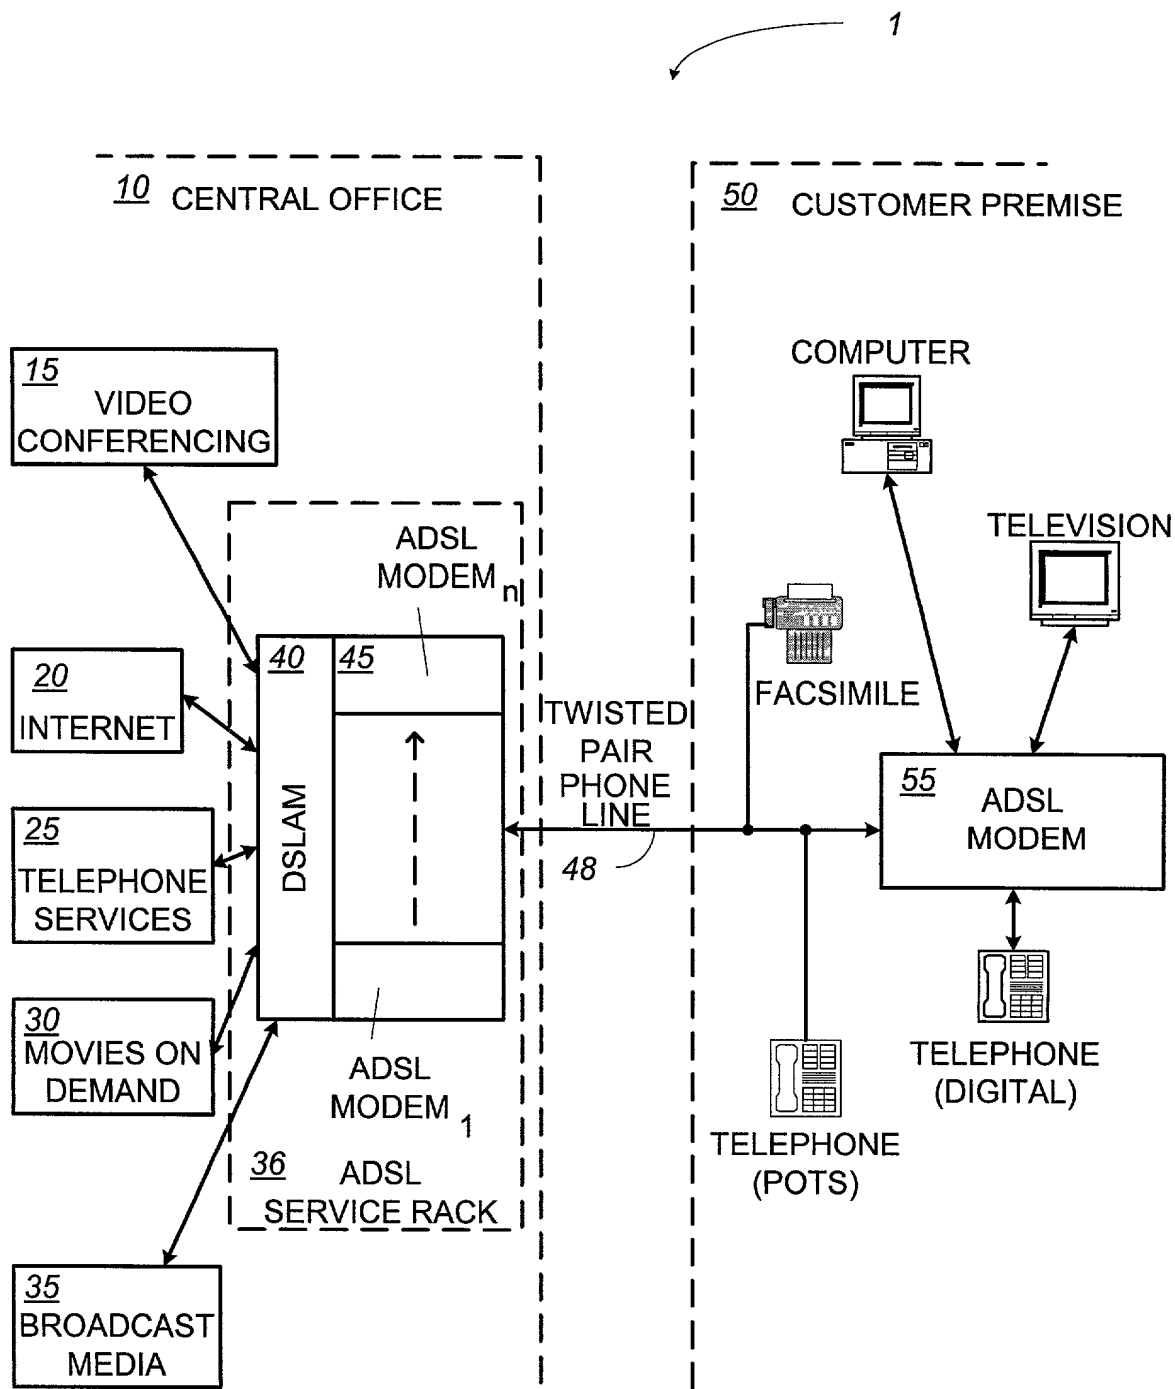 1
10 CENTRAL OFFICE
50 CUSTOMER PREMISE
15
VIDEO
CONFERENCING
COMPUTER
TELEVISION
ADSL
MODEM n
40
45
20
INTERNET
FACSIMILE
TWISTED
PAIR
PHONE
LINE
48
55
ADSL
MODEM
DSLAM
25
TELEPHONE
SERVICES
30
MOVIES ON
DEMAND
ADSL
MODEM 1
TELEPHONE
(DIGITAL)
TELEPHONE
(POTS)
36 ADSL
SERVICE RACK
35
BROADCAST
MEDIA